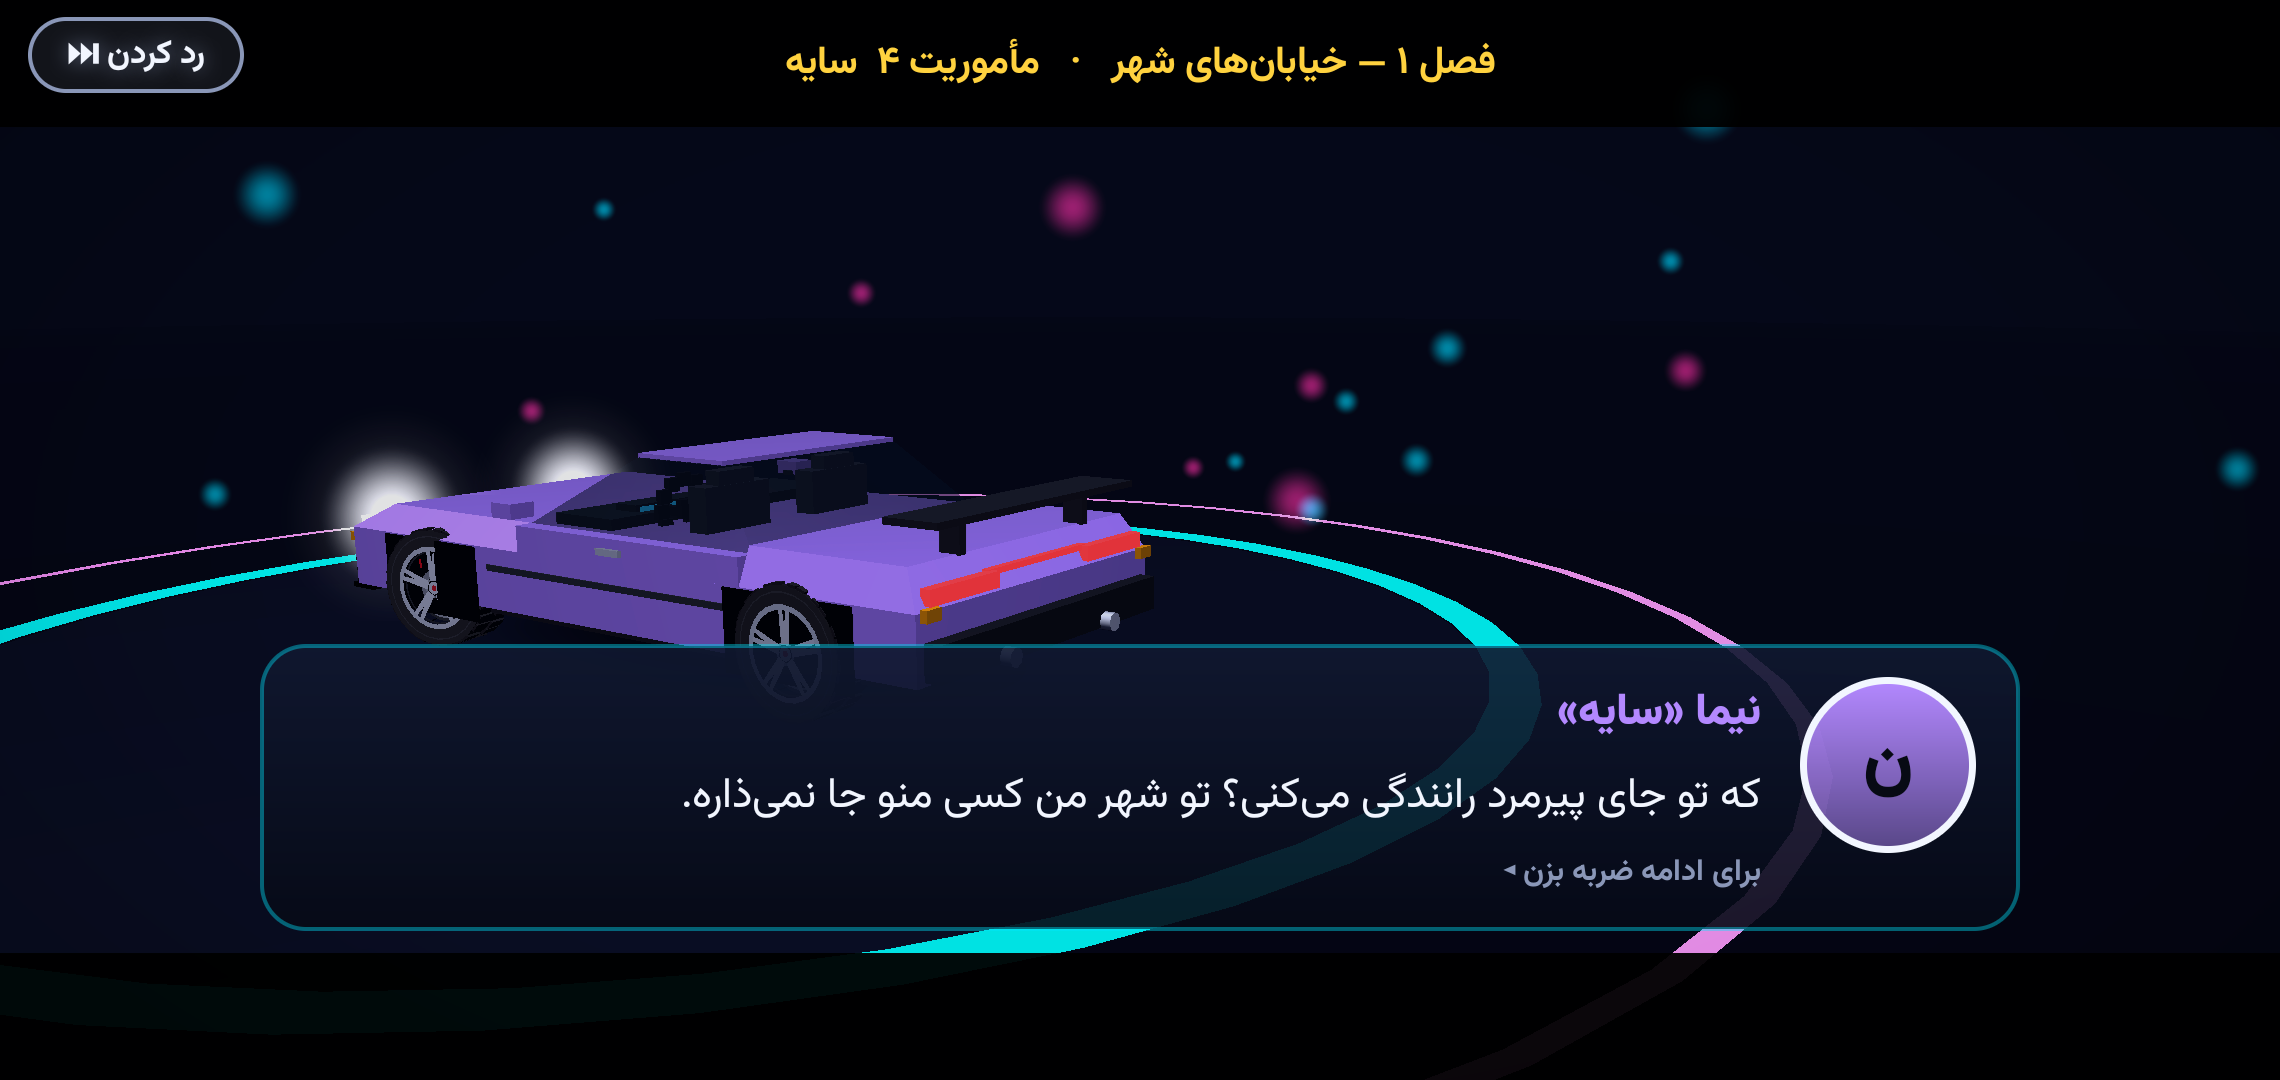 رد کردن ⏭
فصل ۱ — خیابان‌های شهر · مأموریت ۴ سایه
نیما «سایه»
ن
که تو جای پیرمرد رانندگی می‌کنی؟ تو شهر من کسی منو جا نمی‌ذاره.
برای ادامه ضربه بزن ◂